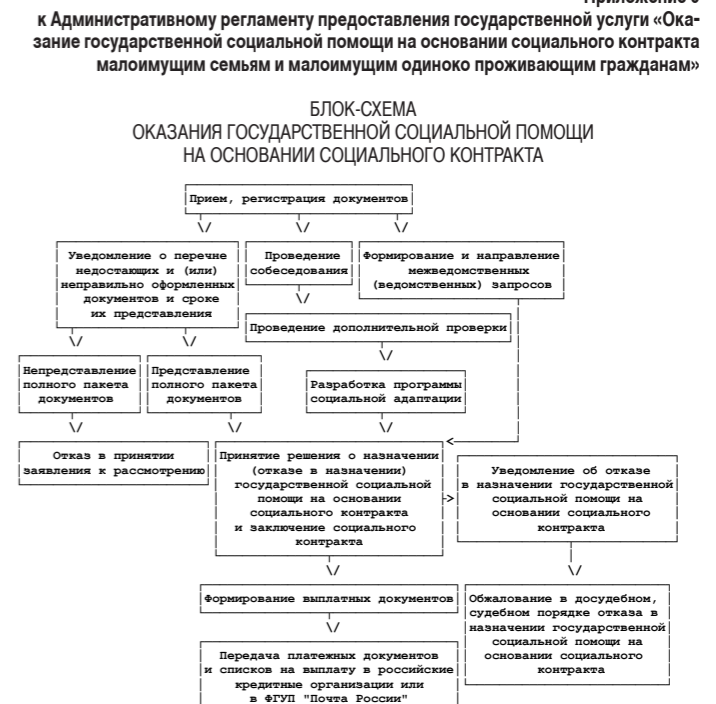 к Административному регламенту предоставления государственной услуги «Ока-
зание государственной социальной помощи на основании социального контракта
малоимущим семьям и малоимущим одиноко проживающим гражданам»
БЛОК-СХЕМА
ОКАЗАНИЯ ГОСУДАРСТВЕННОЙ СОЦИАЛЬНОЙ ПОМОЩИ
НА ОСНОВАНИИ СОЦИАЛЬНОГО КОНТРАКТА
Прием, регистрация документов
Уведомление о перечне
недостающих и (или)
неправильно оформленных
документов и сроке
их представления
Проведение
собеседования
Формирование и направление
межведомственных
(ведомственных) запросов
Проведение дополнительной проверки
Непредставление
полного пакета
документов
Представление
полного пакета
документов
Разработка программы
социальной адаптации
Отказ в принятии
заявления к рассмотрению
Принятие решения о назначении
(отказе в назначении)
государственной социальной
помощи на основании
социального контракта
и заключение социального
контракта
Уведомление об отказе
в назначении государственной
социальной помощи на
основании социального
контракта
Формирование выплатных документов
Обжалование в досудебном,
судебном порядке отказа в
назначении государственной
социальной помощи на
основании социального
контракта
Передача платежных документов
и списков на выплату в российские
кредитные организации или
в ФГУП "Почта России"